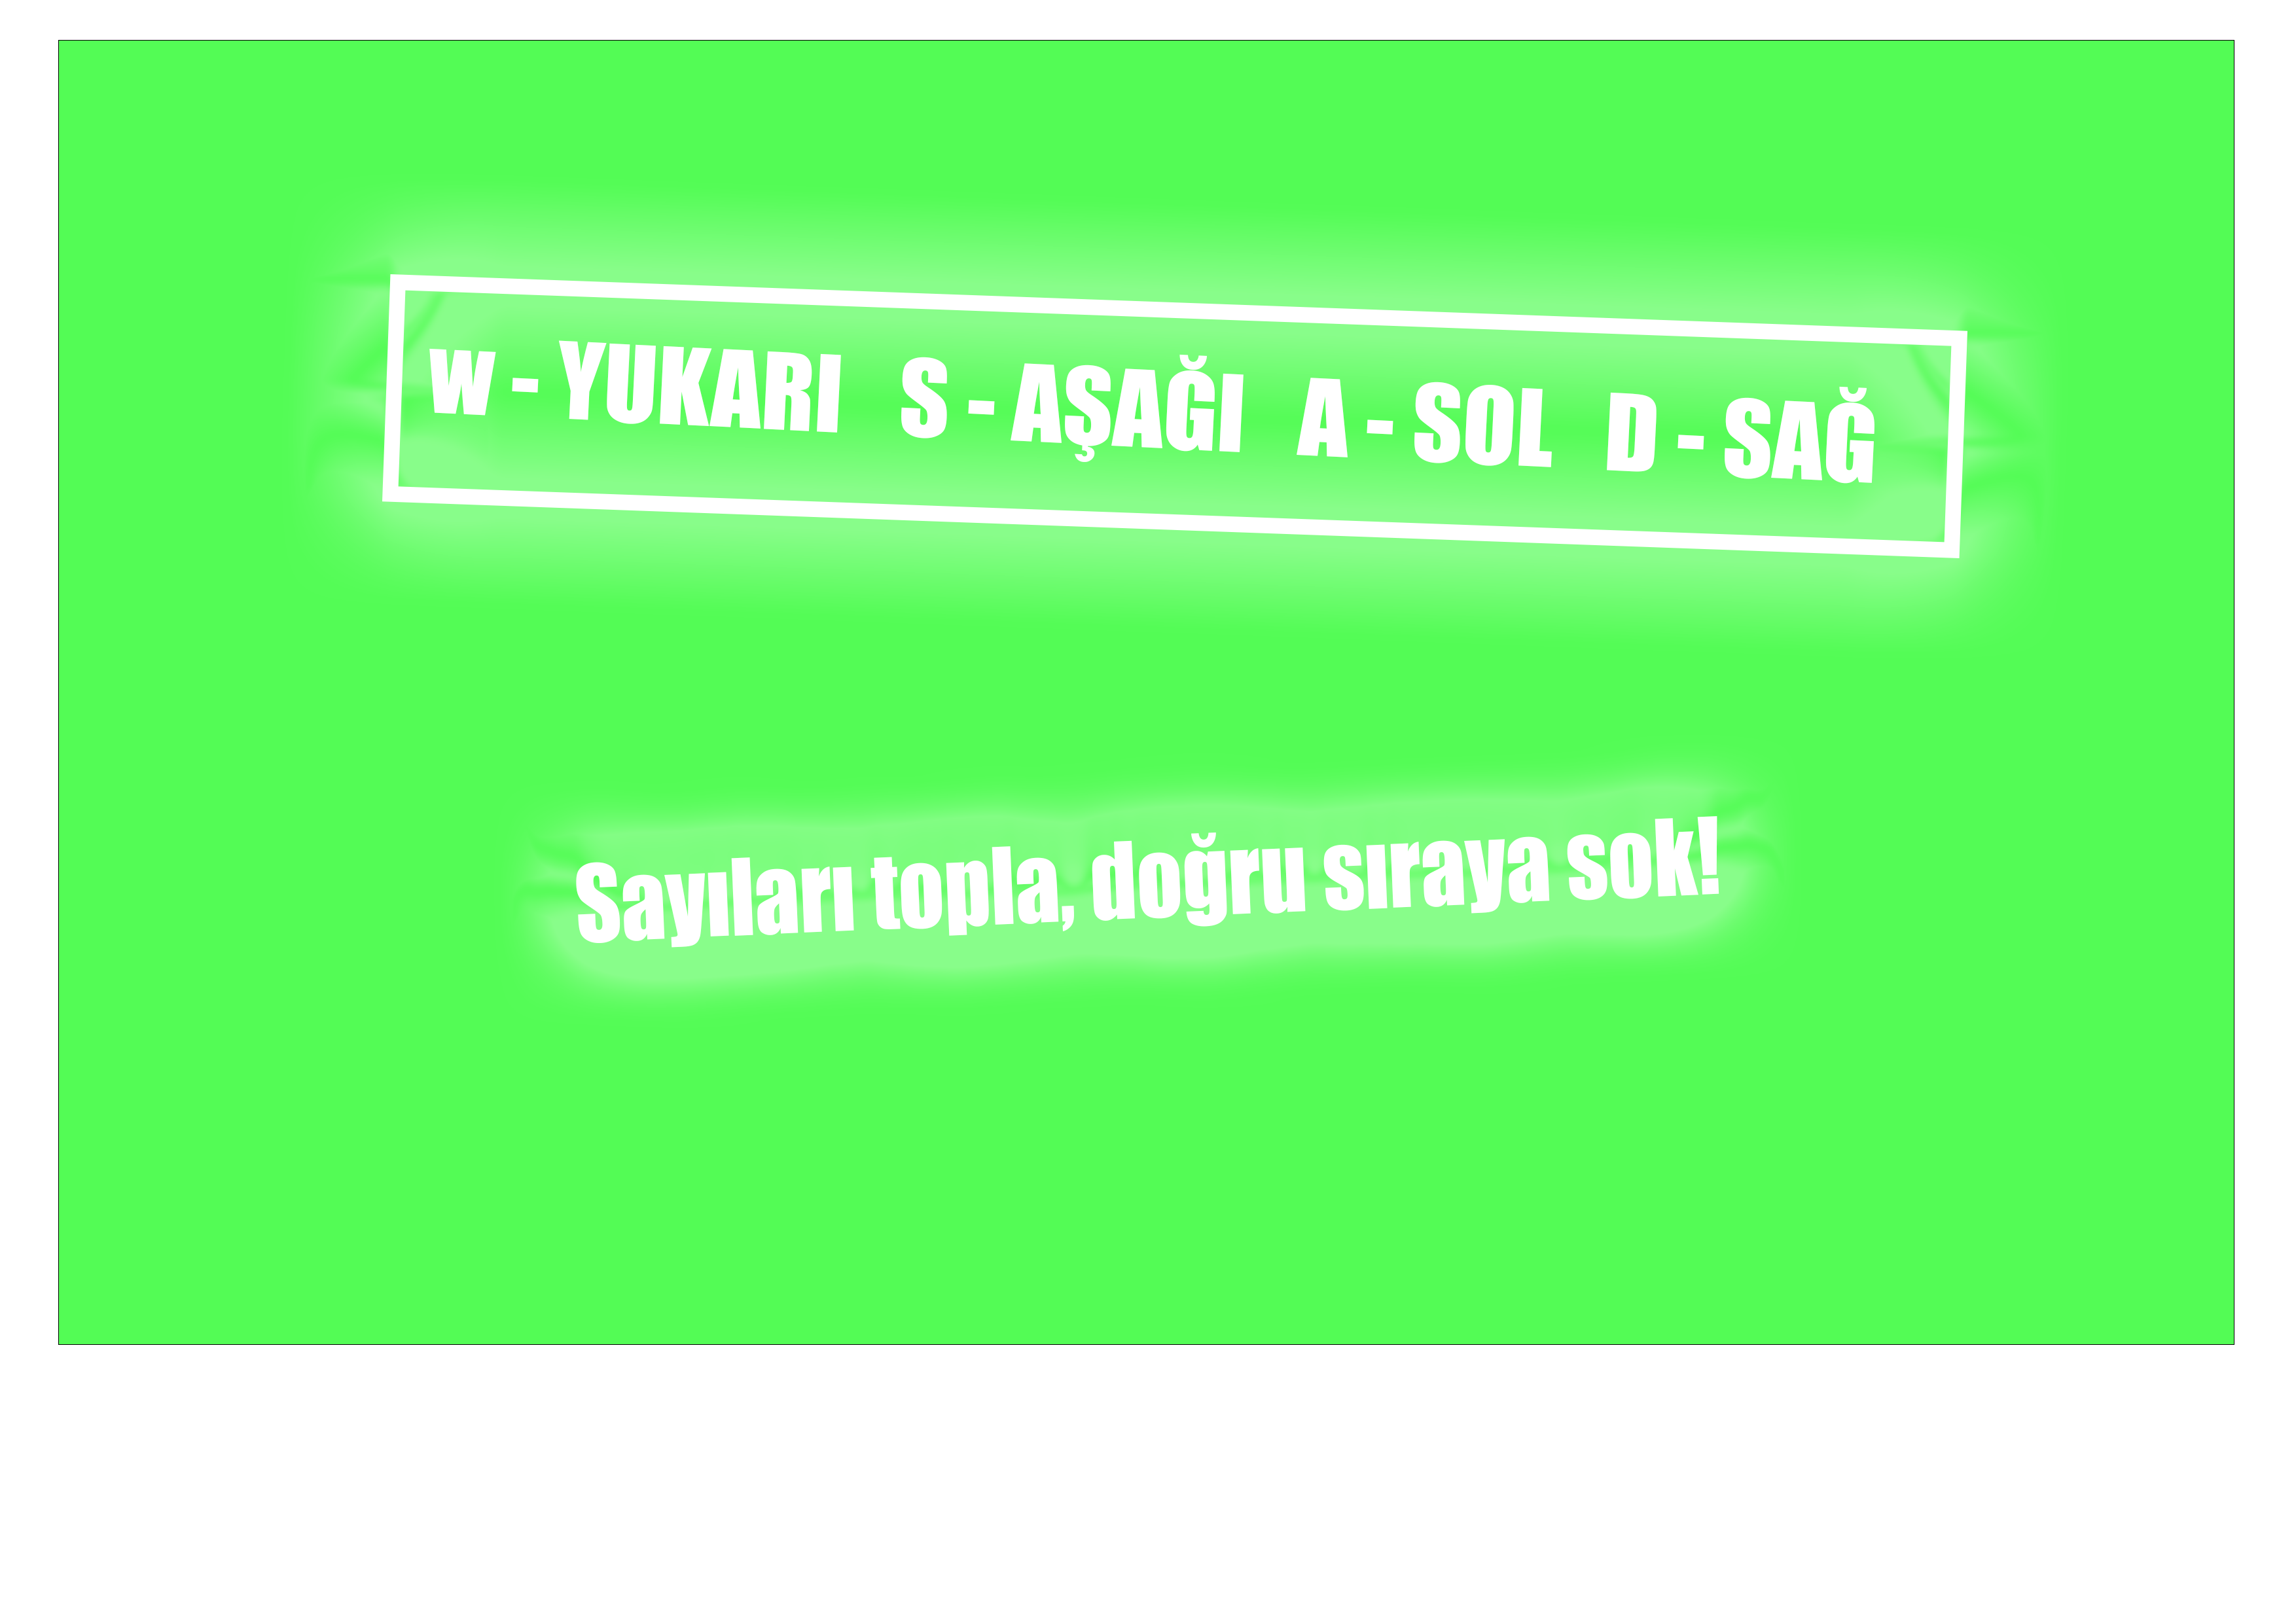 w - YUKARI S - AŞAĞI A - SOL D - SAĞ
Sayıları topla, doğru sıraya sok!